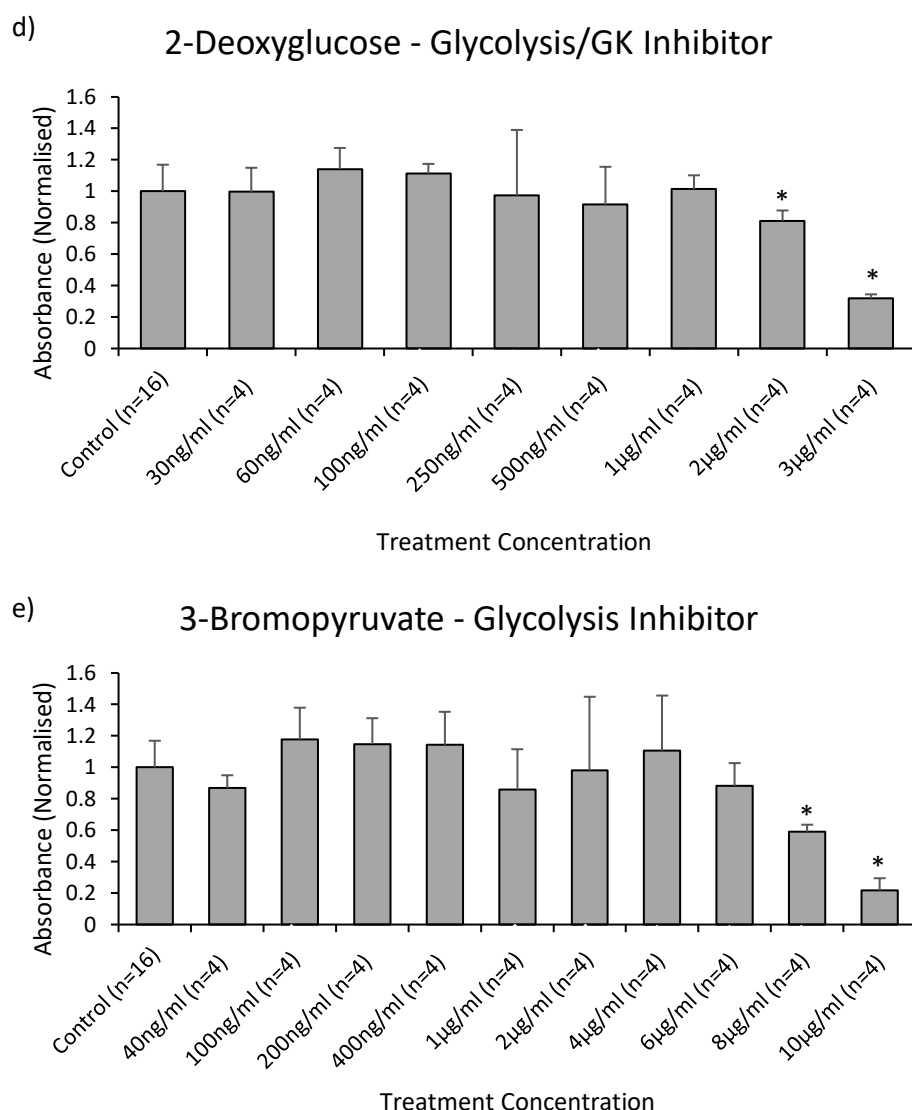 d)
2-Deoxyglucose - Glycolysis/GK Inhibitor
Absorbance (Normalised)
1.6
1.4
1.2
1
0.8
0.6
0.4
0.2
0
*
*
Control (n=16)
30ng/ml (n=4)
60ng/ml (n=4)
100ng/ml (n=4)
250ng/ml (n=4)
500ng/ml (n=4)
1µg/ml (n=4)
2µg/ml (n=4)
3µg/ml (n=4)
Treatment Concentration
e)
3-Bromopyruvate - Glycolysis Inhibitor
Absorbance (Normalised)
1.6
1.4
1.2
1
0.8
0.6
0.4
0.2
0
*
*
Control (n=16)
40ng/ml (n=4)
100ng/ml (n=4)
200ng/ml (n=4)
400ng/ml (n=4)
1µg/ml (n=4)
2µg/ml (n=4)
4µg/ml (n=4)
6µg/ml (n=4)
8µg/ml (n=4)
10µg/ml (n=4)
Treatment Concentration